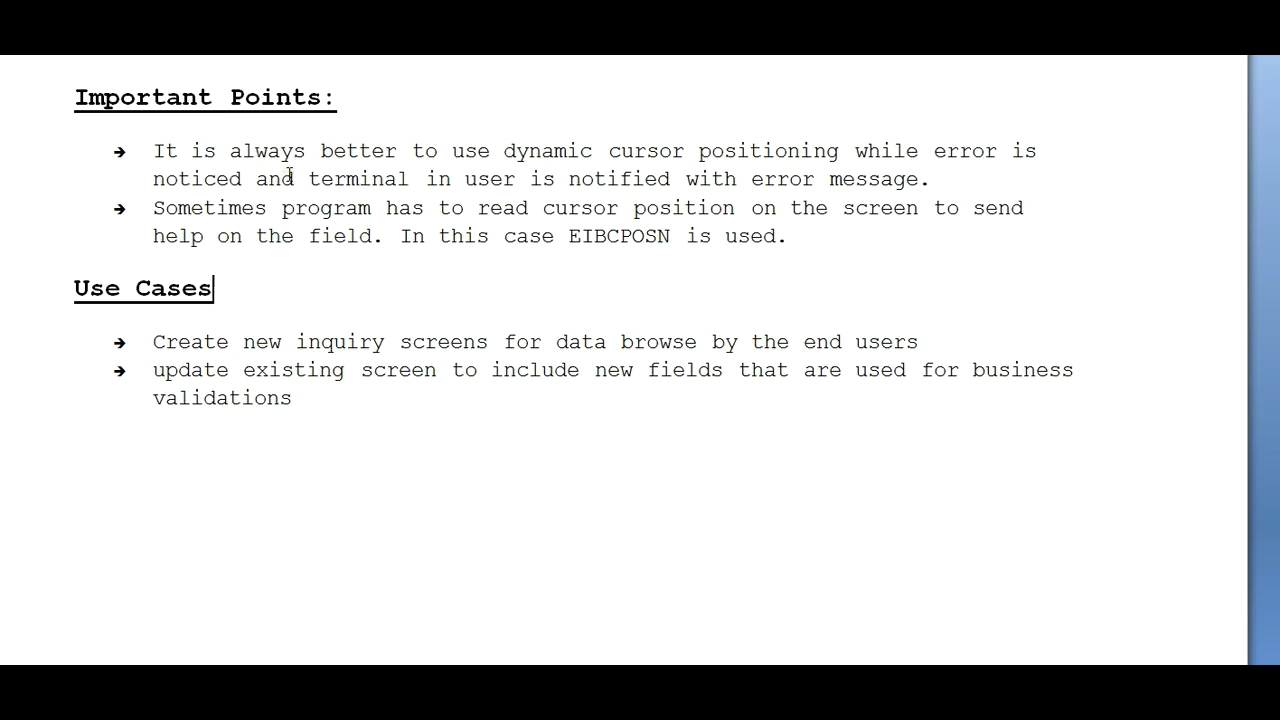 Important Points:
→ It is always better to use dynamic cursor positioning while error is
noticed and terminal in user is notified with error message.
→ Sometimes program has to read cursor position on the screen to send
help on the field. In this case EIBCPOSN is used.
Use Cases
→ Create new inquiry screens for data browse by the end users
→ update existing screen to include new fields that are used for business
validations